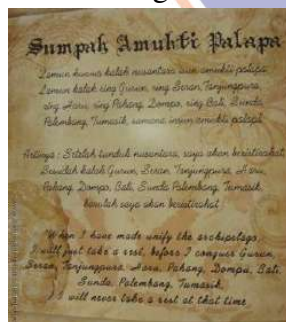 Sumpah Amukti Palapa
Lamun huwus kalah nusantara isun amukti palapa
Lamun kalah ring Gurun, ring Seran, Tanjungpura,
ring Haru, ring Pahang, Dompo, ring Bali, Sunda,
Palembang, Tumasik, samana isun amukti palapa
Artinya : Setelah tunduk nusantara, saya akan beristirahat
Sesudah kalah Gurun, Seran, Tanjungpura, Haru,
Pahang, Dompo, Bali, Sunda Palembang, Tumasik,
barulah saya akan beristirahat
"When I have made unify the archipelago,
I will just take a rest, before I conquer Gurun,
Seran, Tanjungpura, Haru, Pahang, Dompu, Bali,
Sunda, Palembang, Tumasik,
I will never take a rest at that time